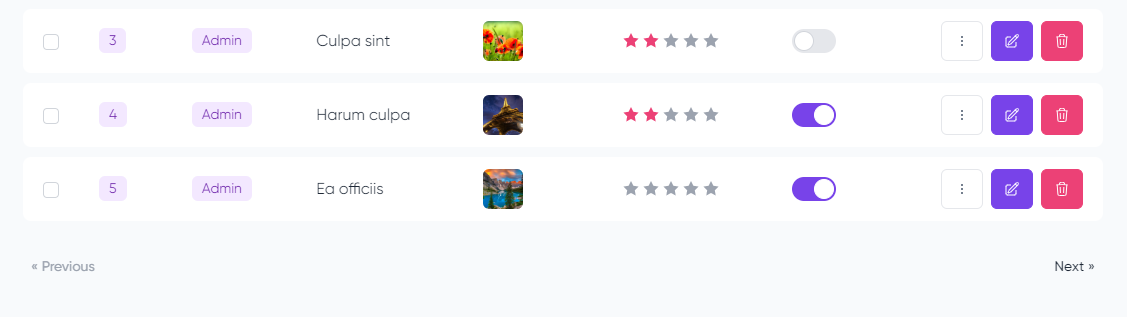 3 Admin Culpa sint
4 Admin Harum culpa
5 Admin Ea officiis
« Previous Next »